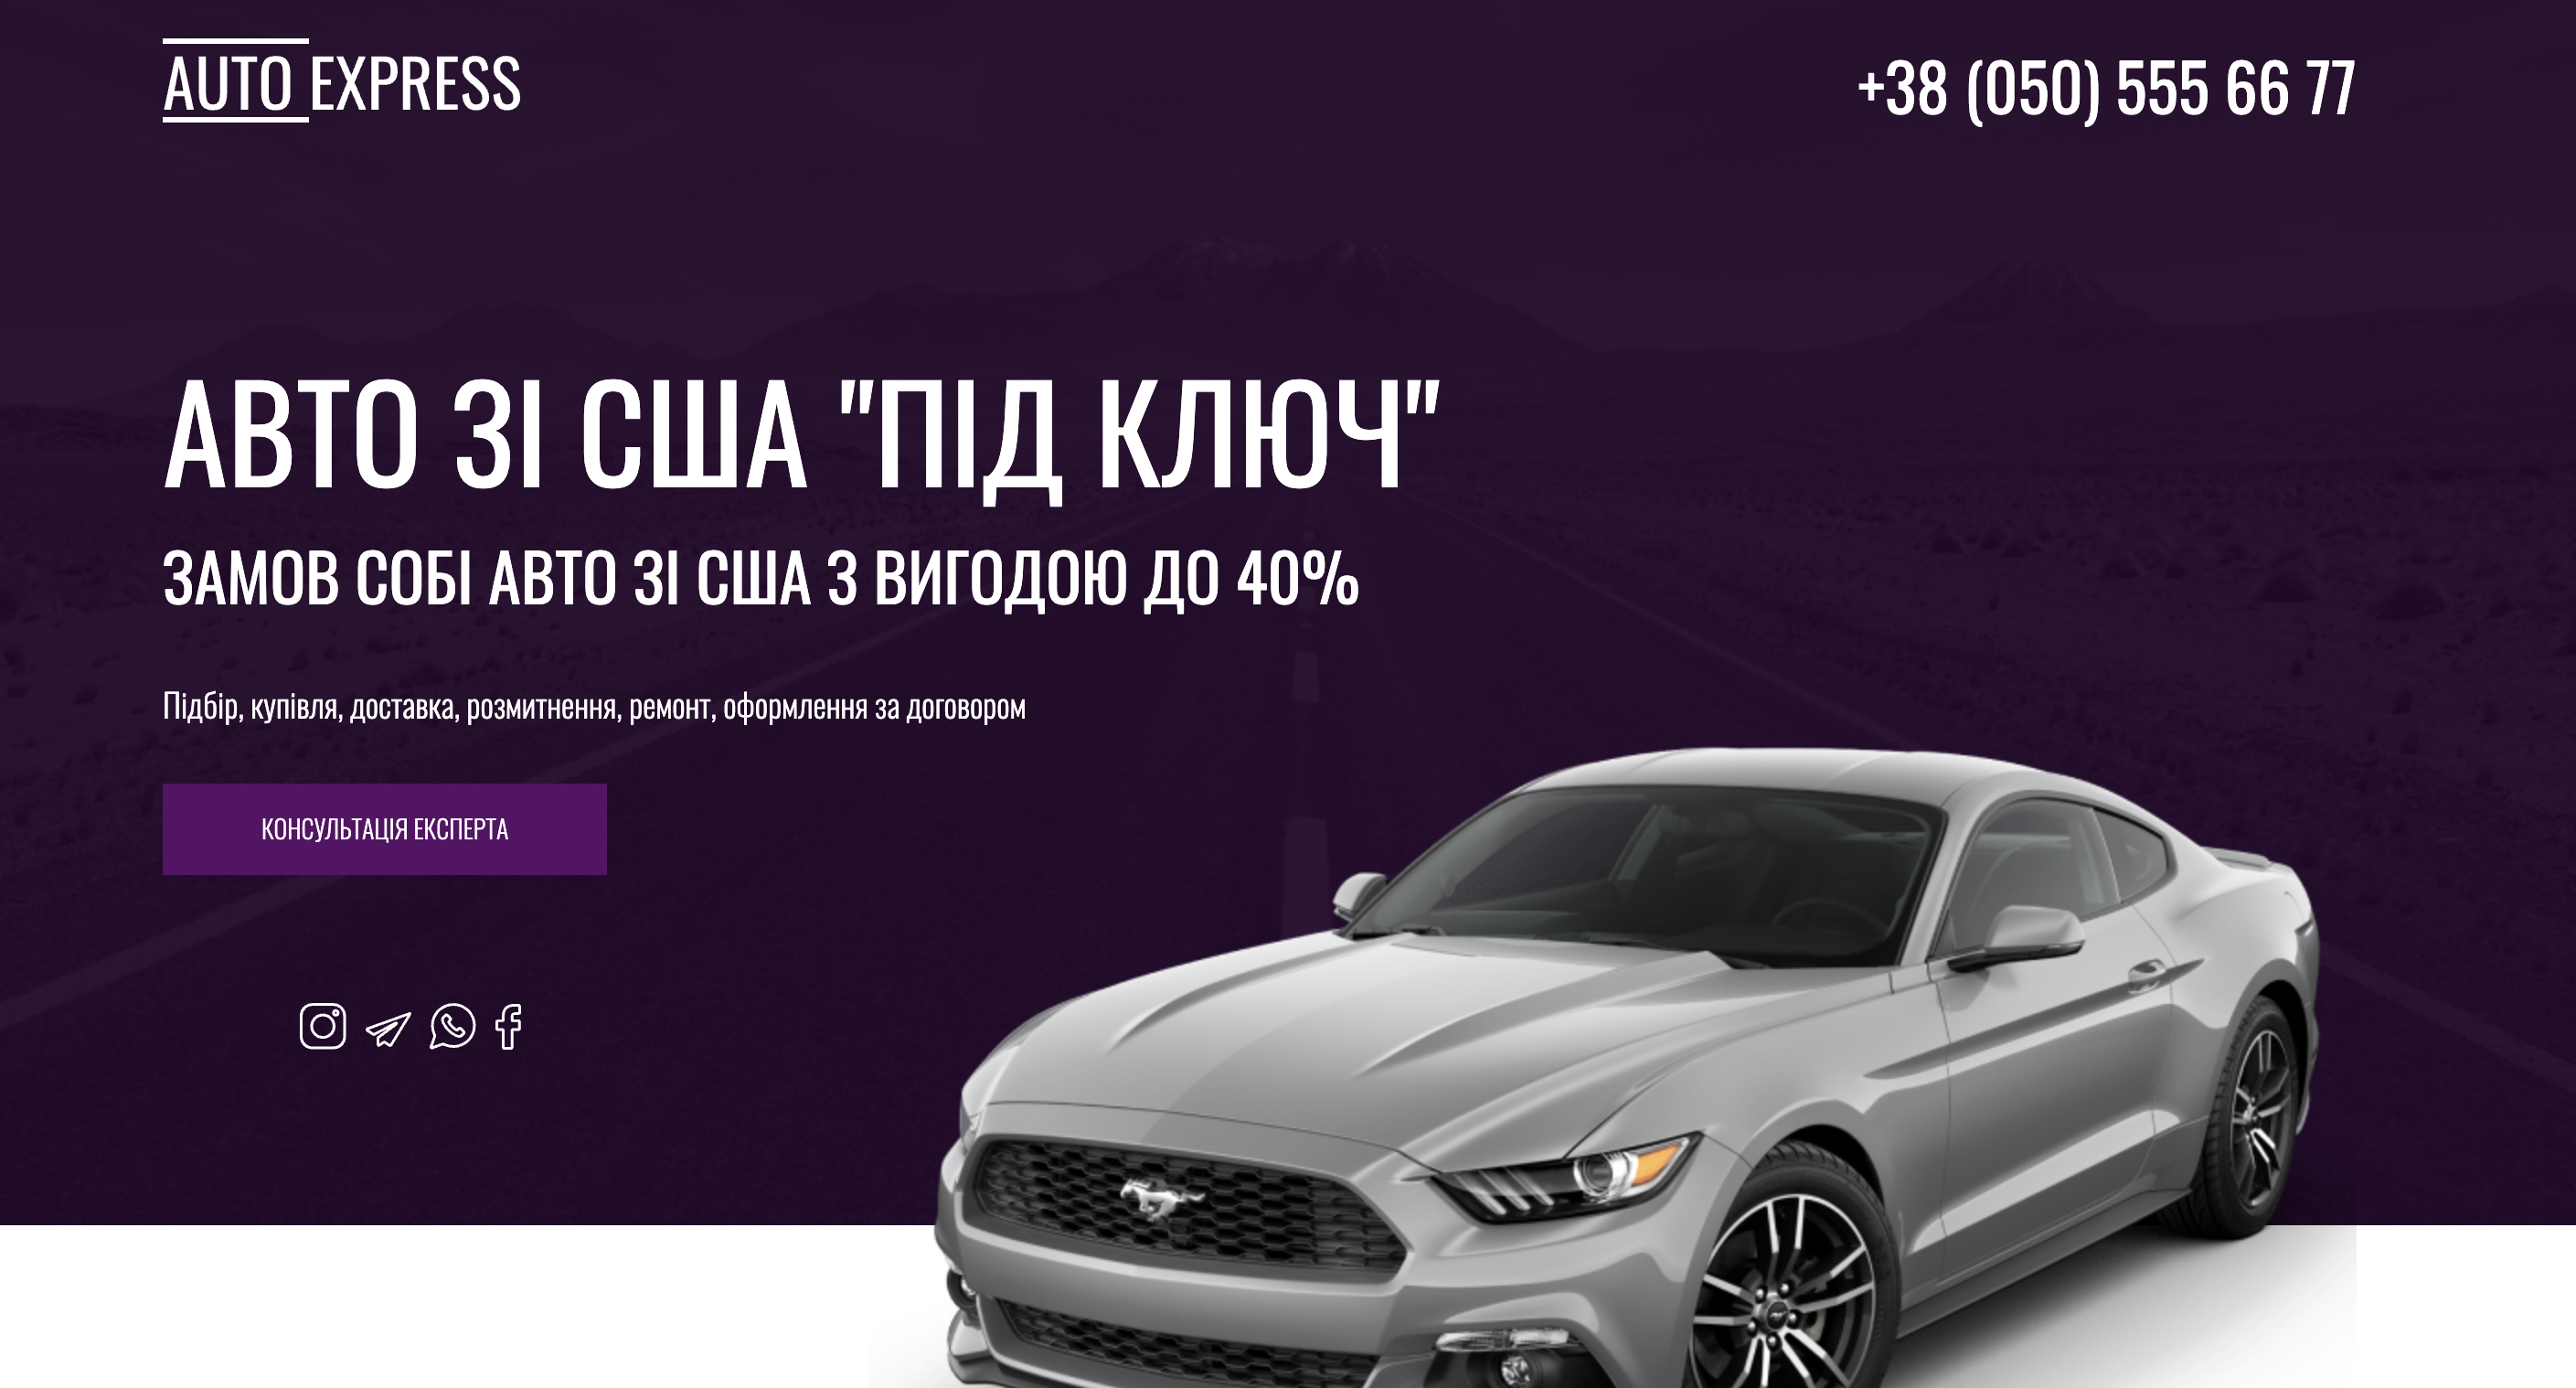 AUTO EXPRESS
+38 (050) 555 66 77
АВТО ЗІ США "ПІД КЛЮЧ"
ЗАМОВ СОБІ АВТО ЗІ США З ВИГОДОЮ ДО 40%
Підбір, купівля, доставка, розмитнення, ремонт, оформлення за договором
КОНСУЛЬТАЦІЯ ЕКСПЕРТА